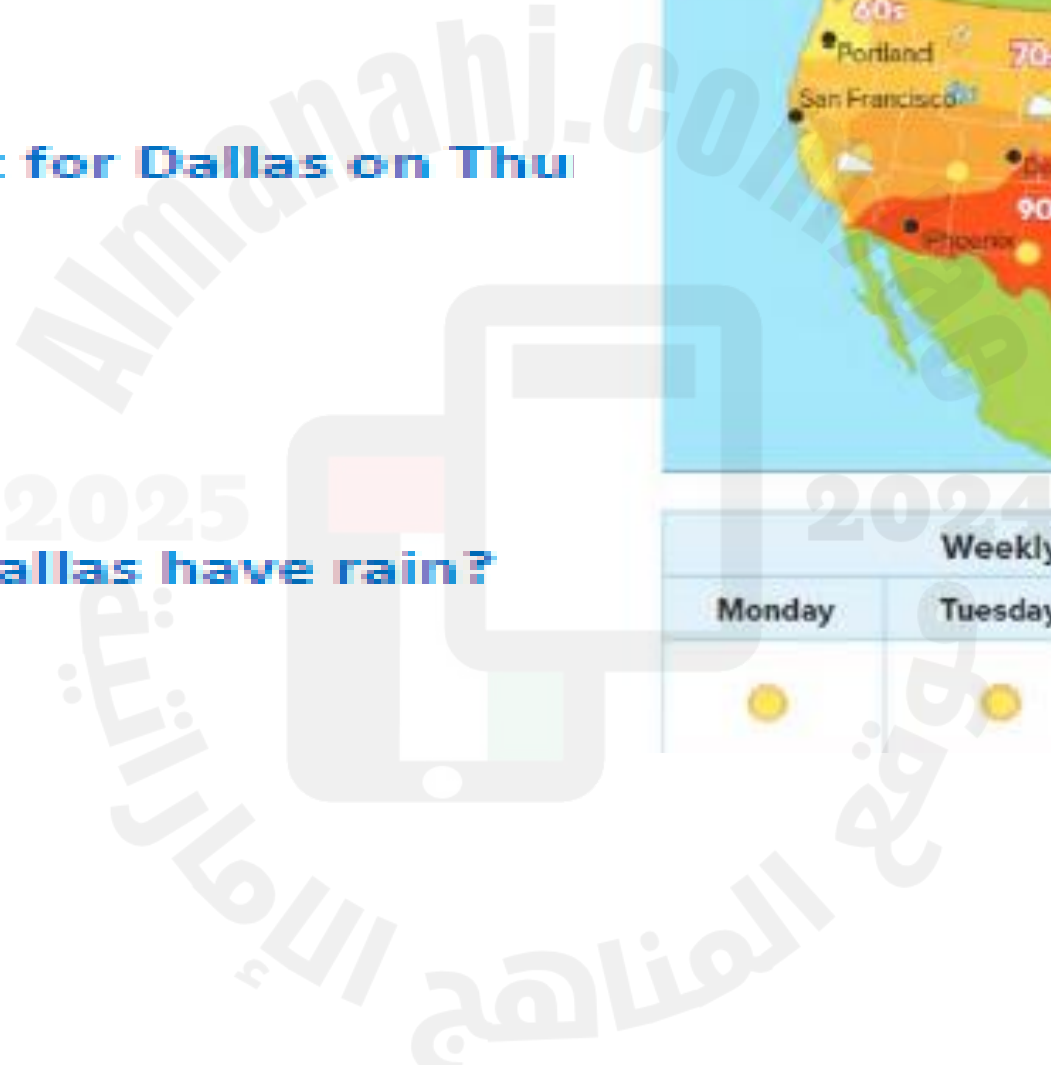 60s
Portland
70s
San Francisco
for Dallas on Thu
90
Phoenix
allas have rain?
Weekly
Monday
Tuesday
Almanahj.com/ae
2025
2024
موقع المناهج الإماراتية